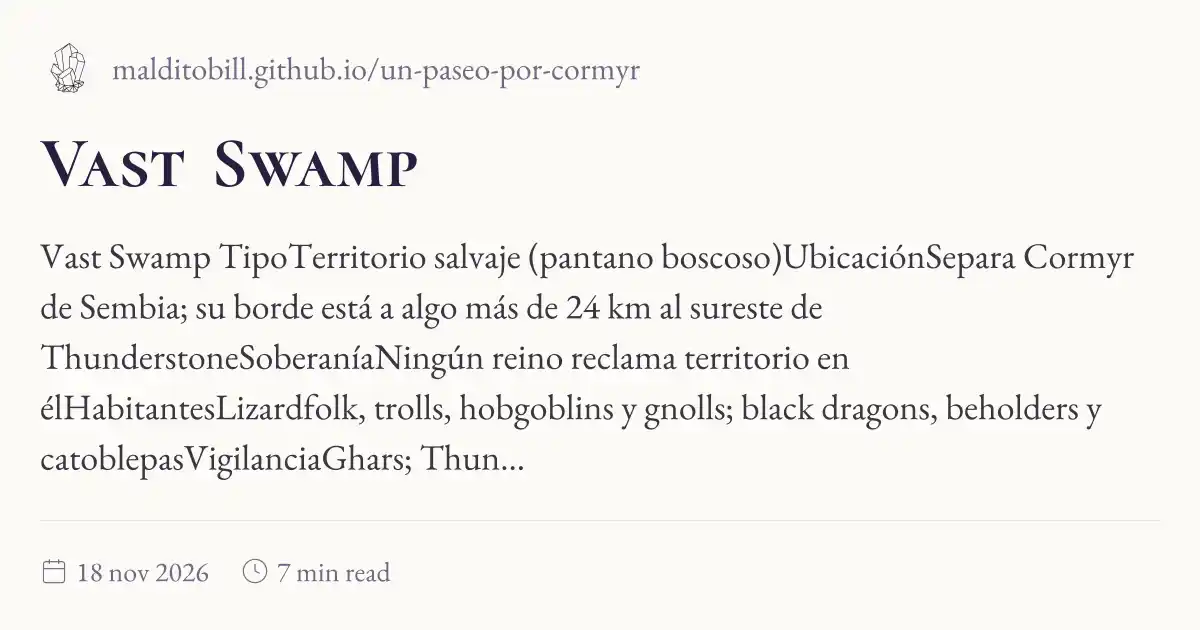 malditobill.github.io/un-paseo-por-cormyr
Vast Swamp
Vast Swamp TipoTerritorio salvaje (pantano boscoso)UbicaciónSepara Cormyr
de Sembia; su borde está a algo más de 24 km al sureste de
ThunderstoneSoberaníaNingún reino reclama territorio en
élHabitantesLizardfolk, trolls, hobgoblins y gnolls; black dragons, beholders y
catoblepasVigilanciaGhars; Thun...
18 nov 2026 7 min read